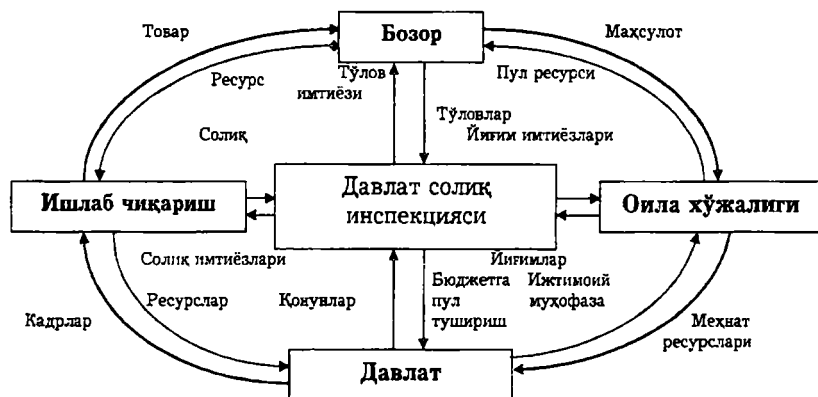 Товар
Бозор
Маҳсулот
Ресурс
Тўлов
имтиёзи
Пул ресурси
Солиқ
Тўловлар
Йиғим имтиёзлари
Ишлаб чиқариш
Давлат солиқ
инспекцияси
Оила хўжалиги
Солиқ имтиёзлари
Йиғимлар
Кадрлар
Ресурслар
Қонунлар
Бюджетга
пул
тушириш
Ижтимоий
муҳофаза
Меҳнат
ресурслари
Давлат